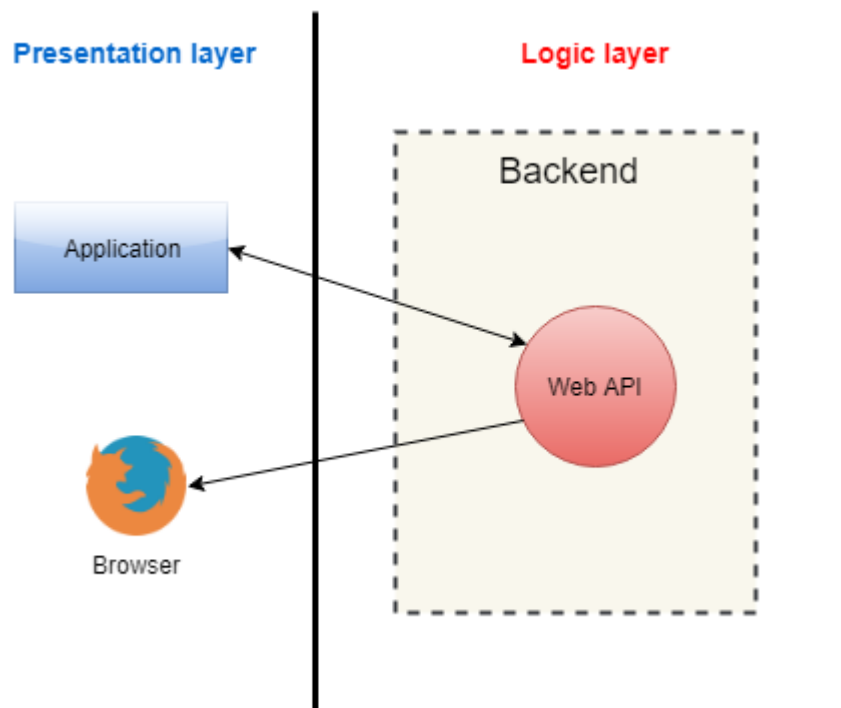 Presentation layer
Logic layer
Backend
Application
Web API
Browser